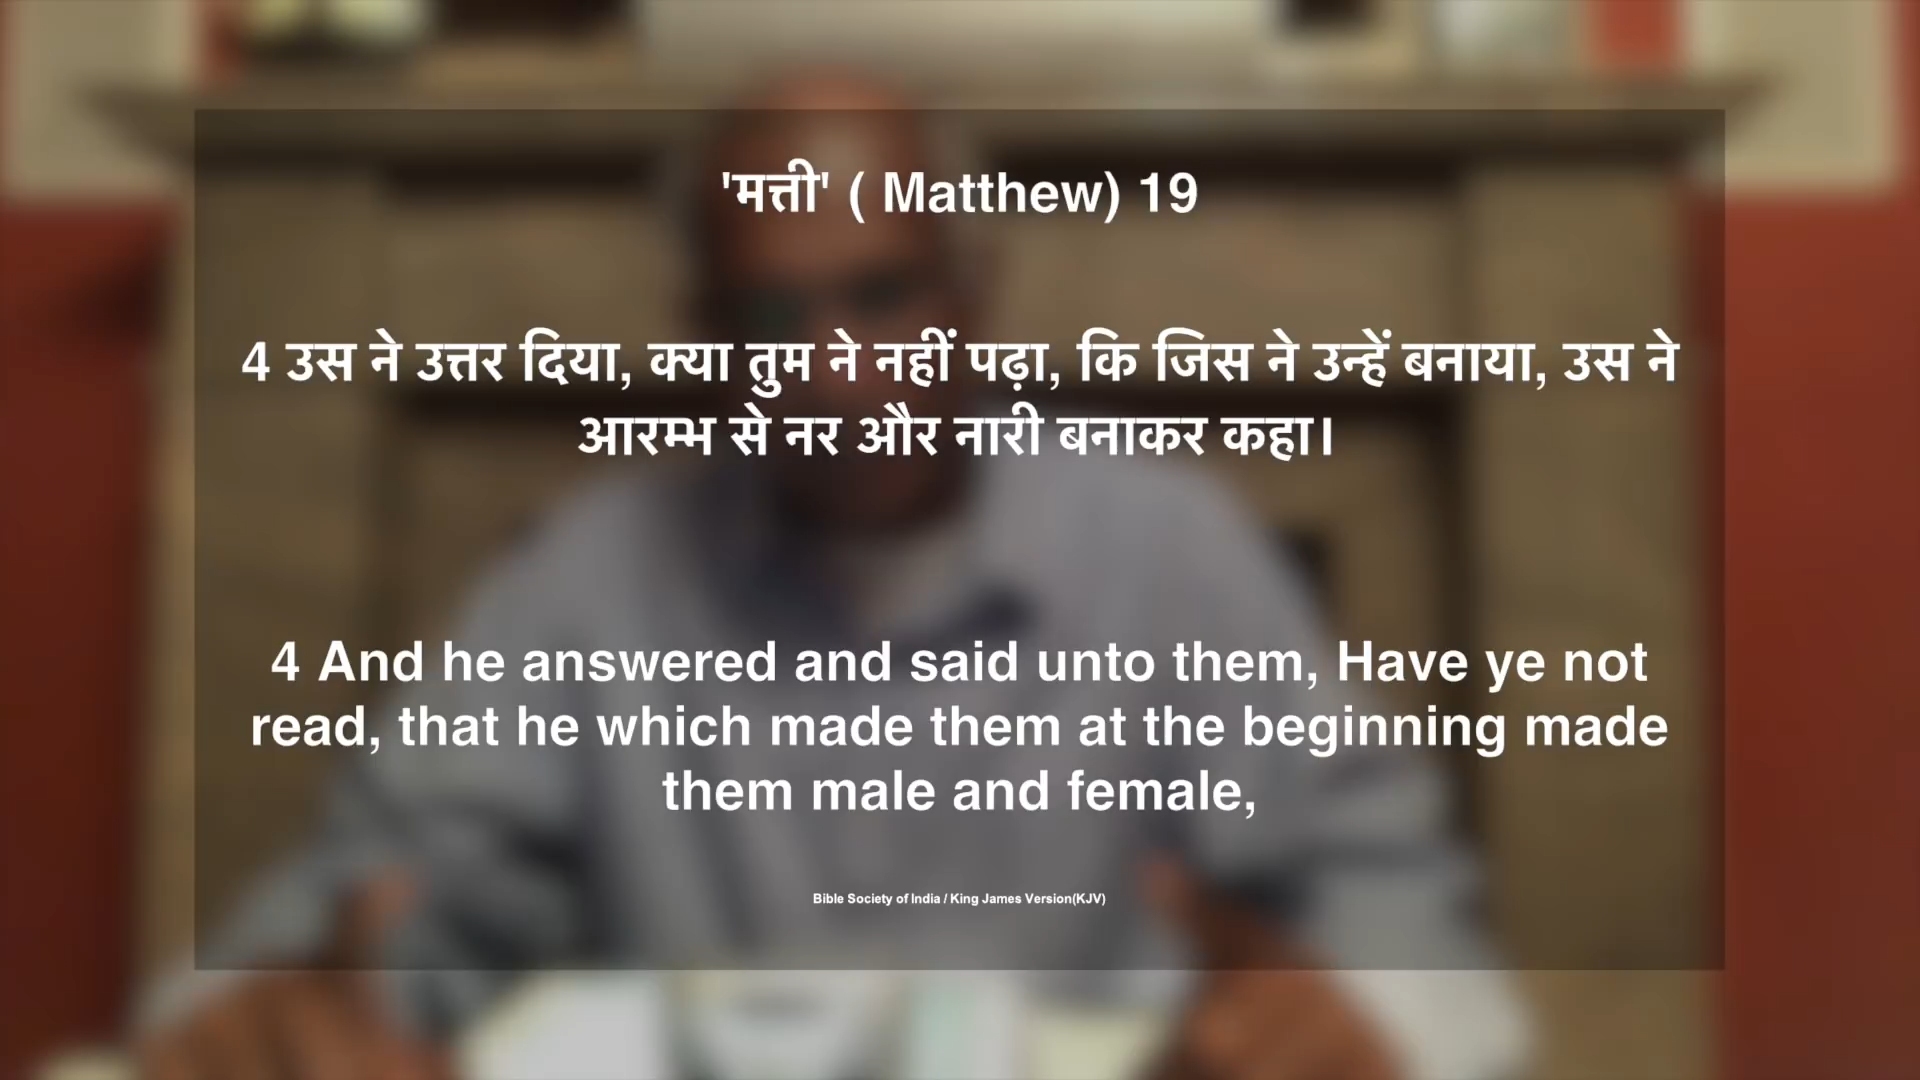 'मत्ती' ( Matthew) 19
4 उस ने उत्तर दिया, क्या तुम ने नहीं पढ़ा, कि जिस ने उन्हें बनाया, उस ने
आरम्भ से नर और नारी बनाकर कहा।
4 And he answered and said unto them, Have ye not
read, that he which made them at the beginning made
them male and female,
Bible Society of India / King James Version(KJV)